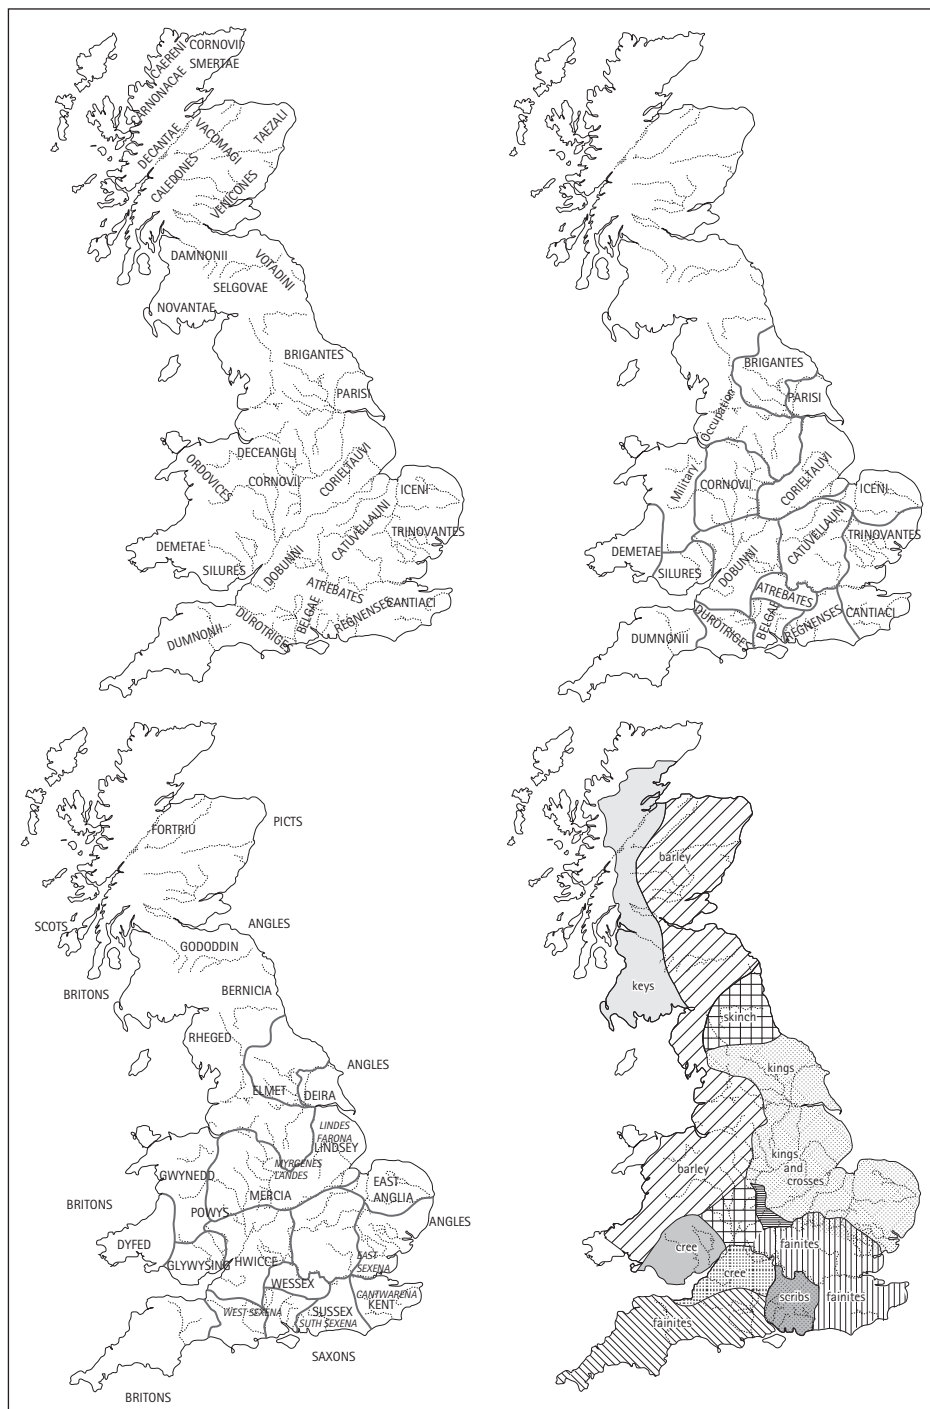 CORNOVII
CAERENI
SMERTAE
CARNONACAE
TAEZALI
VACOMAGI
DECANTAE
CALEDONES
VENICONES
DAMNONII
VOTADINI
SELGOVAE
NOVANTAE
BRIGANTES
PARISI
DECEANGLI
ORDOVICES
CORNOVII
CORIELTAUVI
ICENI
CATUVELLAUNI
TRINOVANTES
DEMETAE
SILURES
DOBUNNI
ATREBATES
CANTIACI
BELGAE
REGNENSES
DUROTRIGES
DUMNONII
BRIGANTES
PARISI
Occupation
Military
CORNOVII
CORIELTAUVI
ICENI
CATUVELLAUNI
TRINOVANTES
DEMETAE
SILURES
DOBUNNI
ATREBATES
CANTIACI
BELGAE
REGNENSES
DUROTRIGES
DUMNONII
FORTRIU
PICTS
SCOTS
ANGLES
GODODDIN
BRITONS
BERNICIA
RHEGED
ANGLES
ELMET
DEIRA
LINDES
FARONA
LINDSEY
MYRGENES
LANDES
GWYNEDD
EAST
ANGLIA
MERCIA
BRITONS
POWYS
ANGLES
DYFED
GLYWYSING
HWICCE
EAST
SEXENA
WESSEX
CANTWARENA
KENT
WEST SEXENA
SUSSEX
SUTH SEXENA
SAXONS
BRITONS
barley
keys
skinch
kings
kings
and
crosses
barley
cree
fainites
cree
scribs
fainites
fainites